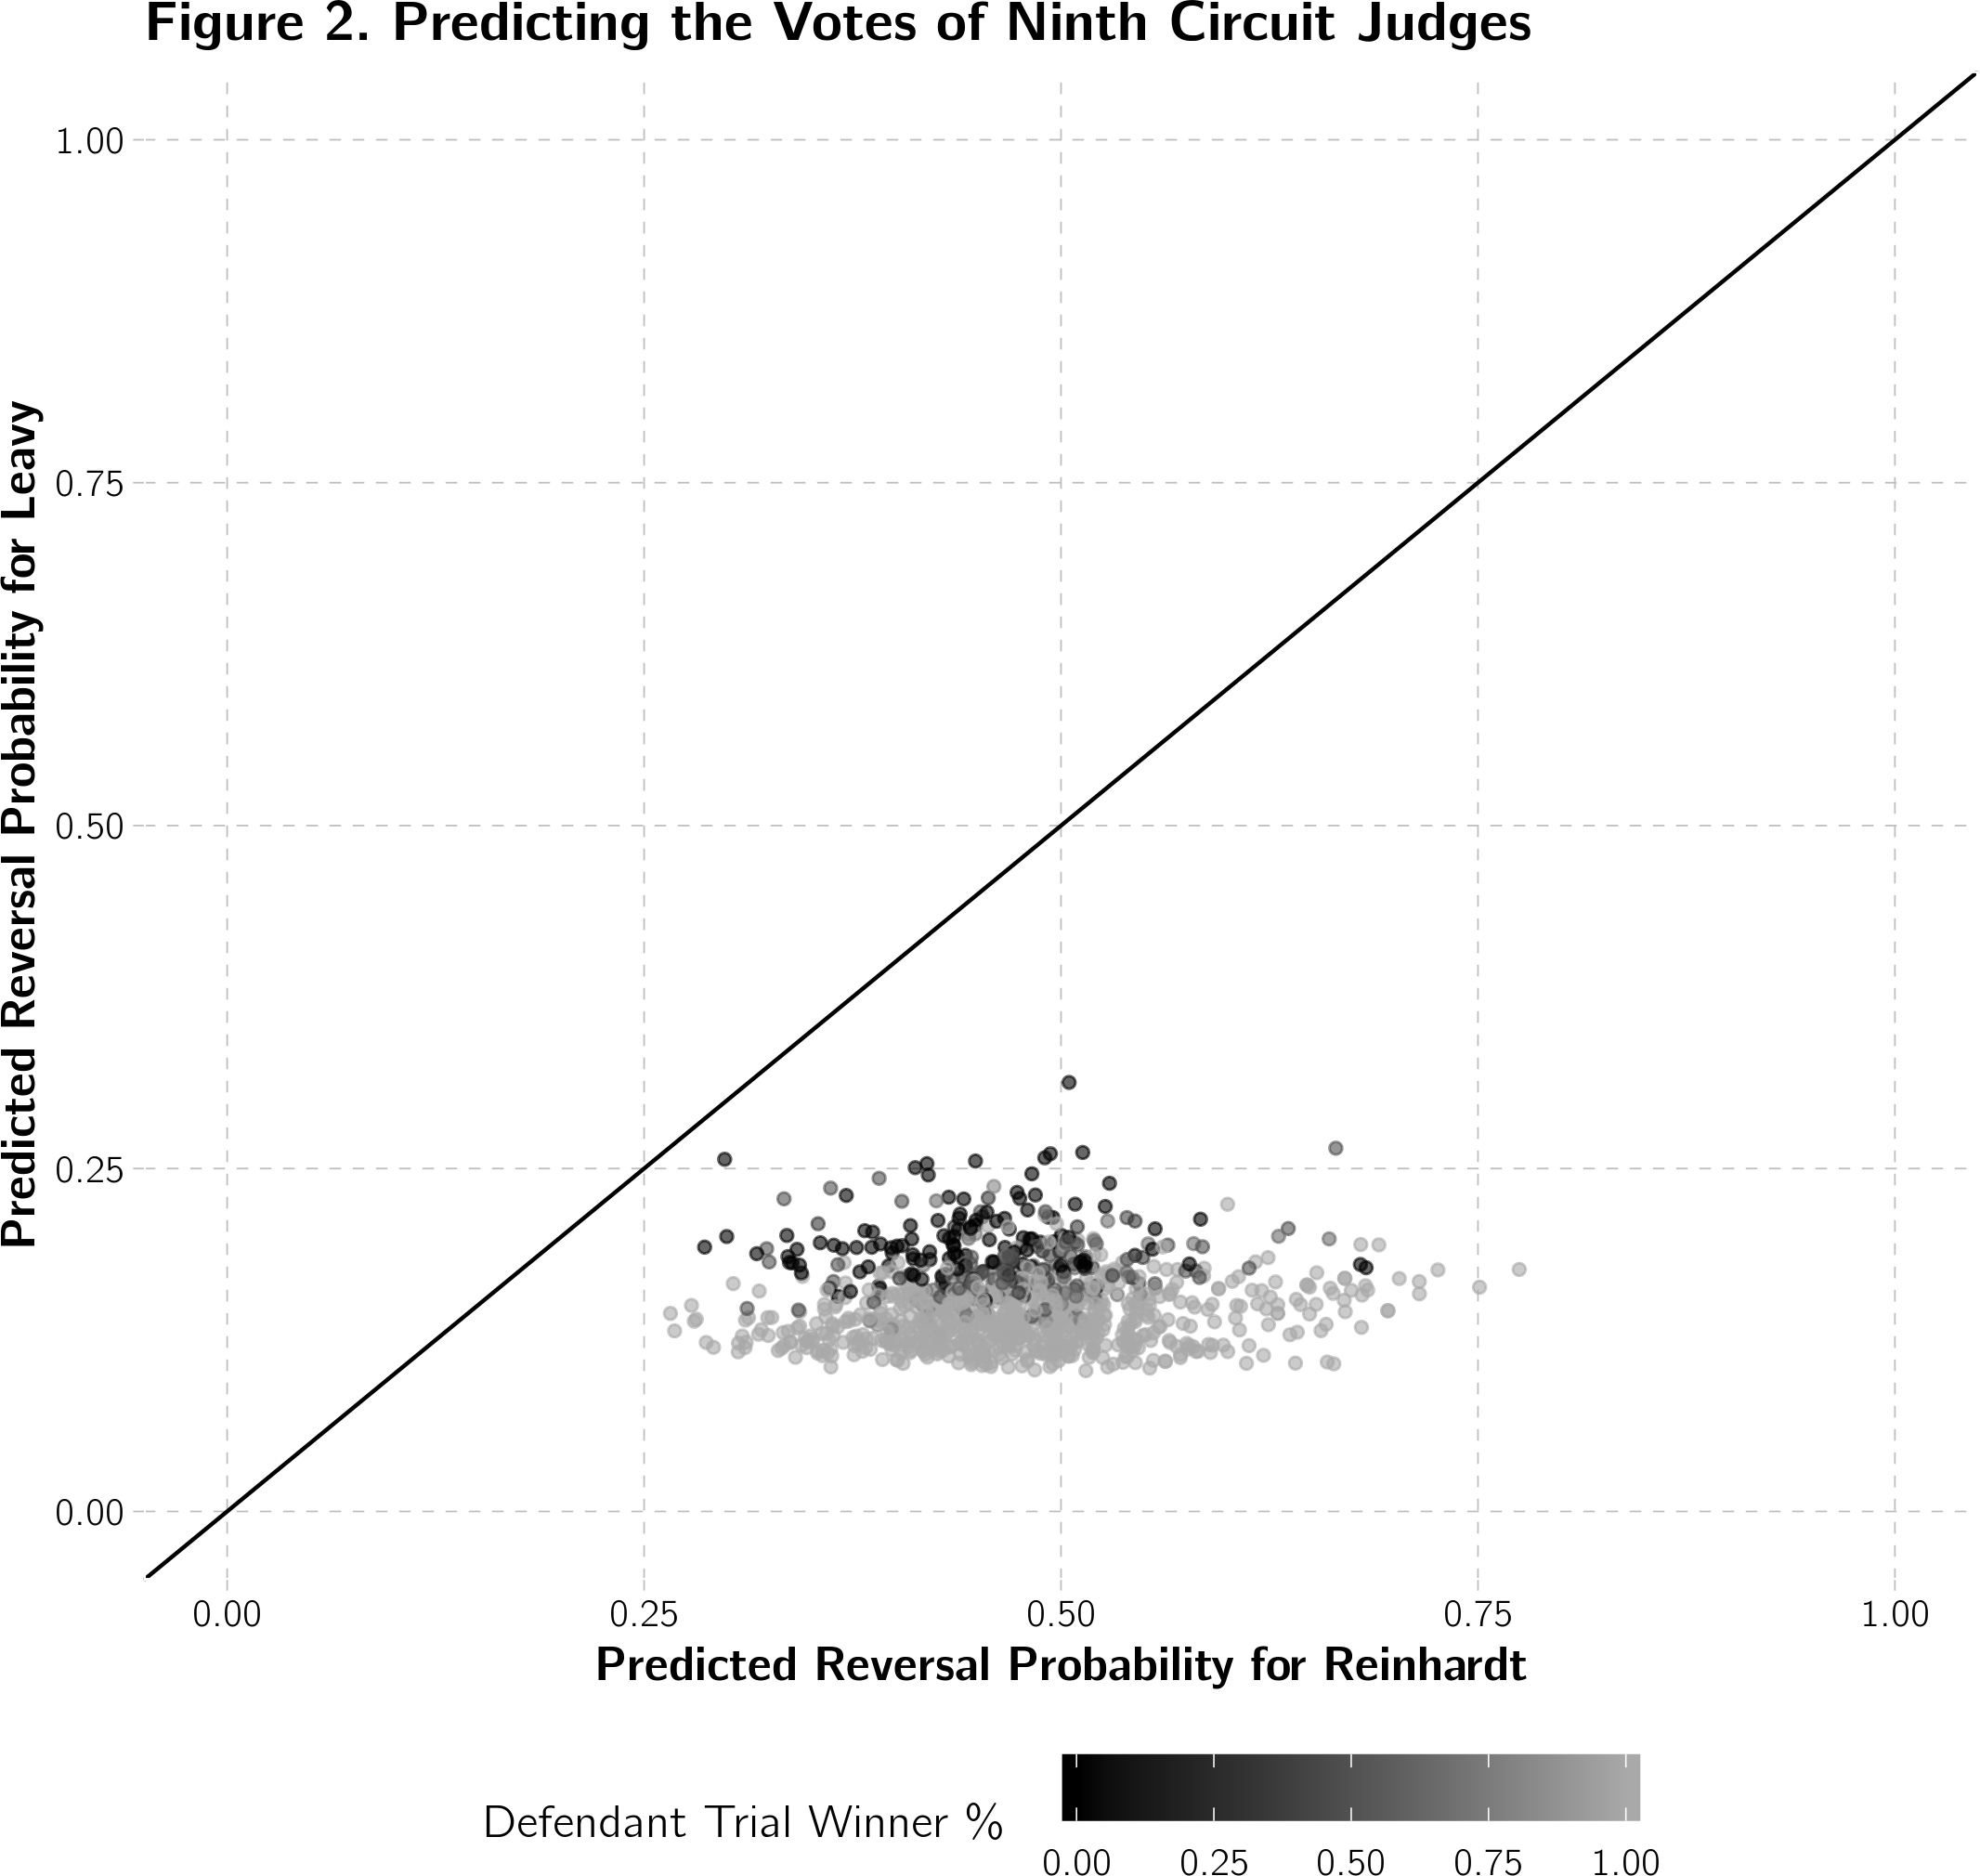 Figure 2. Predicting the Votes of Ninth Circuit Judges
Predicted Reversal Probability for Leavy
1.00
0.75
0.50
0.25
0.00
0.00 0.25 0.50 0.75 1.00
Predicted Reversal Probability for Reinhardt
Defendant Trial Winner %
0.00 0.25 0.50 0.75 1.00